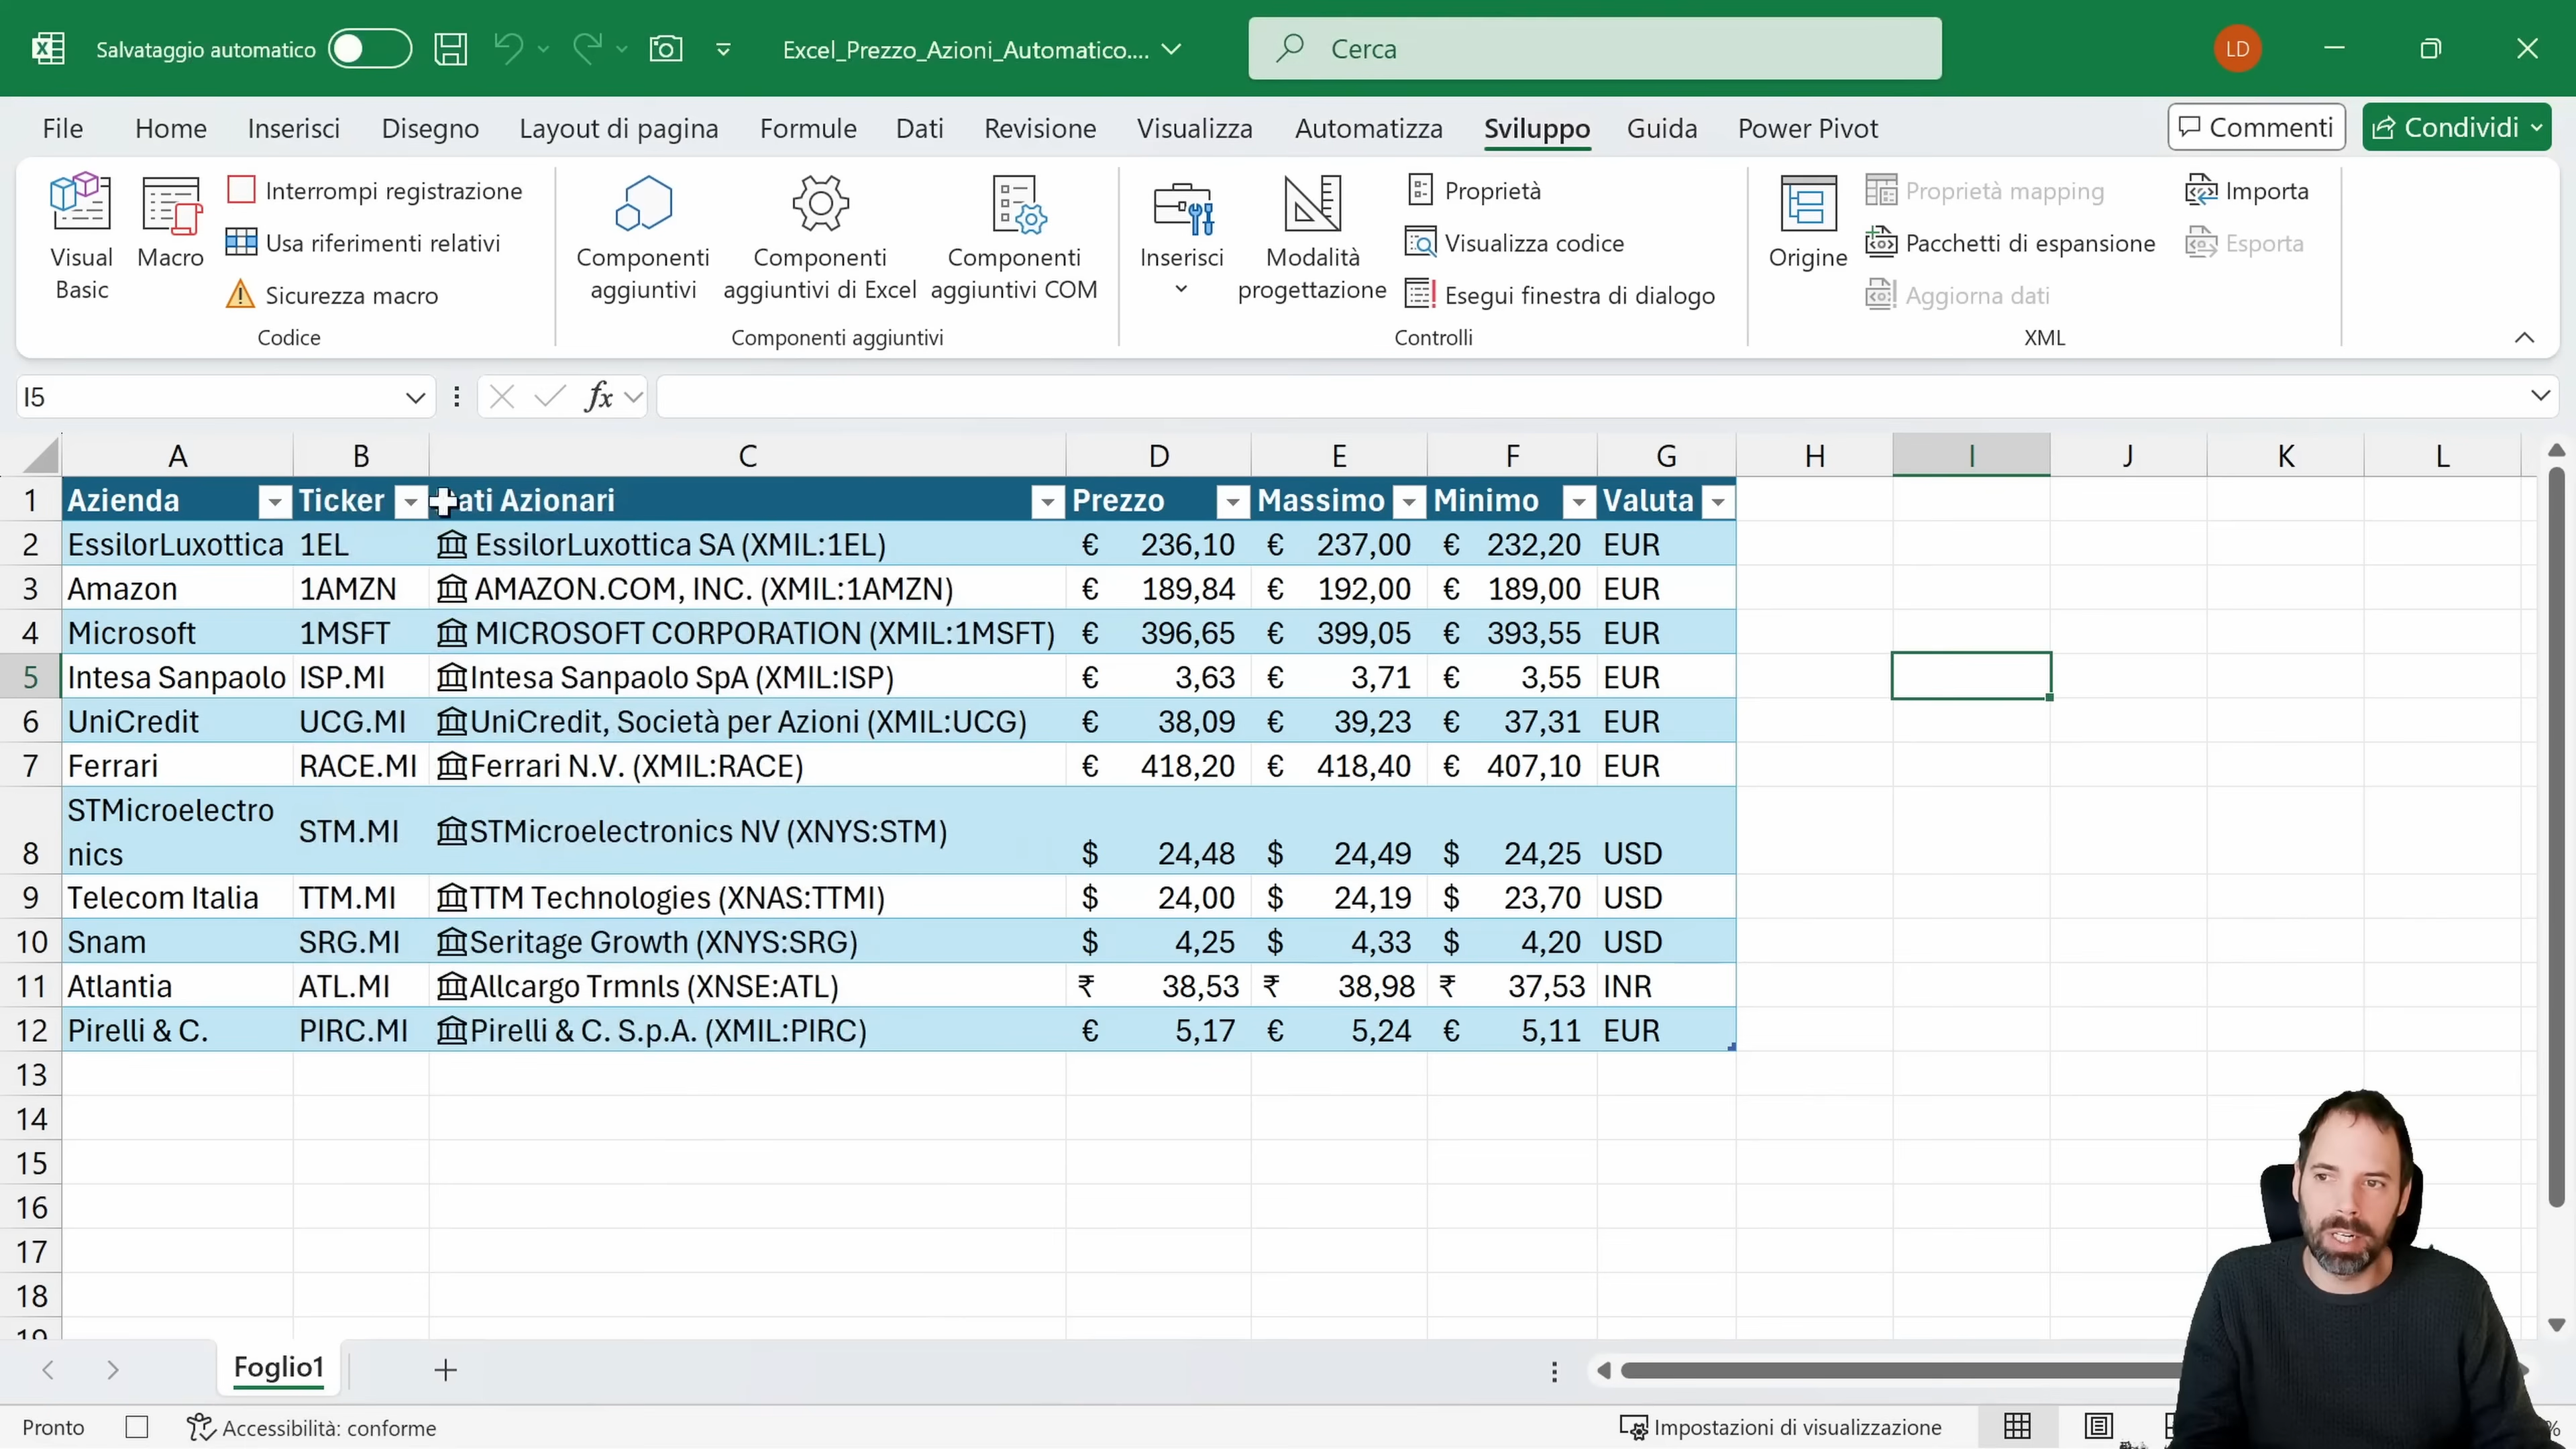 Salvataggio automatico Excel_Prezzo_Azioni_Automatico.... Cerca LD
File Home Inserisci Disegno Layout di pagina Formule Dati Revisione Visualizza Automatizza Sviluppo Guida Power Pivot Commenti Condividi
Visual Basic
Macro
Interrompi registrazione
Usa riferimenti relativi
Sicurezza macro
Codice
Componenti aggiuntivi
Componenti aggiuntivi di Excel
Componenti aggiuntivi COM
Componenti aggiuntivi
Inserisci
Modalità progettazione
Proprietà
Visualizza codice
Esegui finestra di dialogo
Controlli
Origine
Proprietà mapping
Pacchetti di espansione
Aggiorna dati
Importa
Esporta
XML
I5 fx
A B C D E F G H I J K L
1 Azienda Ticker ati Azionari Prezzo Massimo Minimo Valuta
2 EssilorLuxottica 1EL EssilorLuxottica SA (XMIL:1EL) € 236,10 € 237,00 € 232,20 EUR
3 Amazon 1AMZN AMAZON.COM, INC. (XMIL:1AMZN) € 189,84 € 192,00 € 189,00 EUR
4 Microsoft 1MSFT MICROSOFT CORPORATION (XMIL:1MSFT) € 396,65 € 399,05 € 393,55 EUR
5 Intesa Sanpaolo ISP.MI Intesa Sanpaolo SpA (XMIL:ISP) € 3,63 € 3,71 € 3,55 EUR
6 UniCredit UCG.MI UniCredit, Società per Azioni (XMIL:UCG) € 38,09 € 39,23 € 37,31 EUR
7 Ferrari RACE.MI Ferrari N.V. (XMIL:RACE) € 418,20 € 418,40 € 407,10 EUR
STMicroelectro
8 nics STM.MI STMicroelectronics NV (XNYS:STM) $ 24,48 $ 24,49 $ 24,25 USD
9 Telecom Italia TTM.MI TTM Technologies (XNAS:TTMI) $ 24,00 $ 24,19 $ 23,70 USD
10 Snam SRG.MI Seritage Growth (XNYS:SRG) $ 4,25 $ 4,33 $ 4,20 USD
11 Atlantia ATL.MI Allcargo Trmnls (XNSE:ATL) ₹ 38,53 ₹ 38,98 ₹ 37,53 INR
12 Pirelli & C. PIRC.MI Pirelli & C. S.p.A. (XMIL:PIRC) € 5,17 € 5,24 € 5,11 EUR
13
14
15
16
17
18
19
Foglio1
Pronto Accessibilità: conforme Impostazioni di visualizzazione %